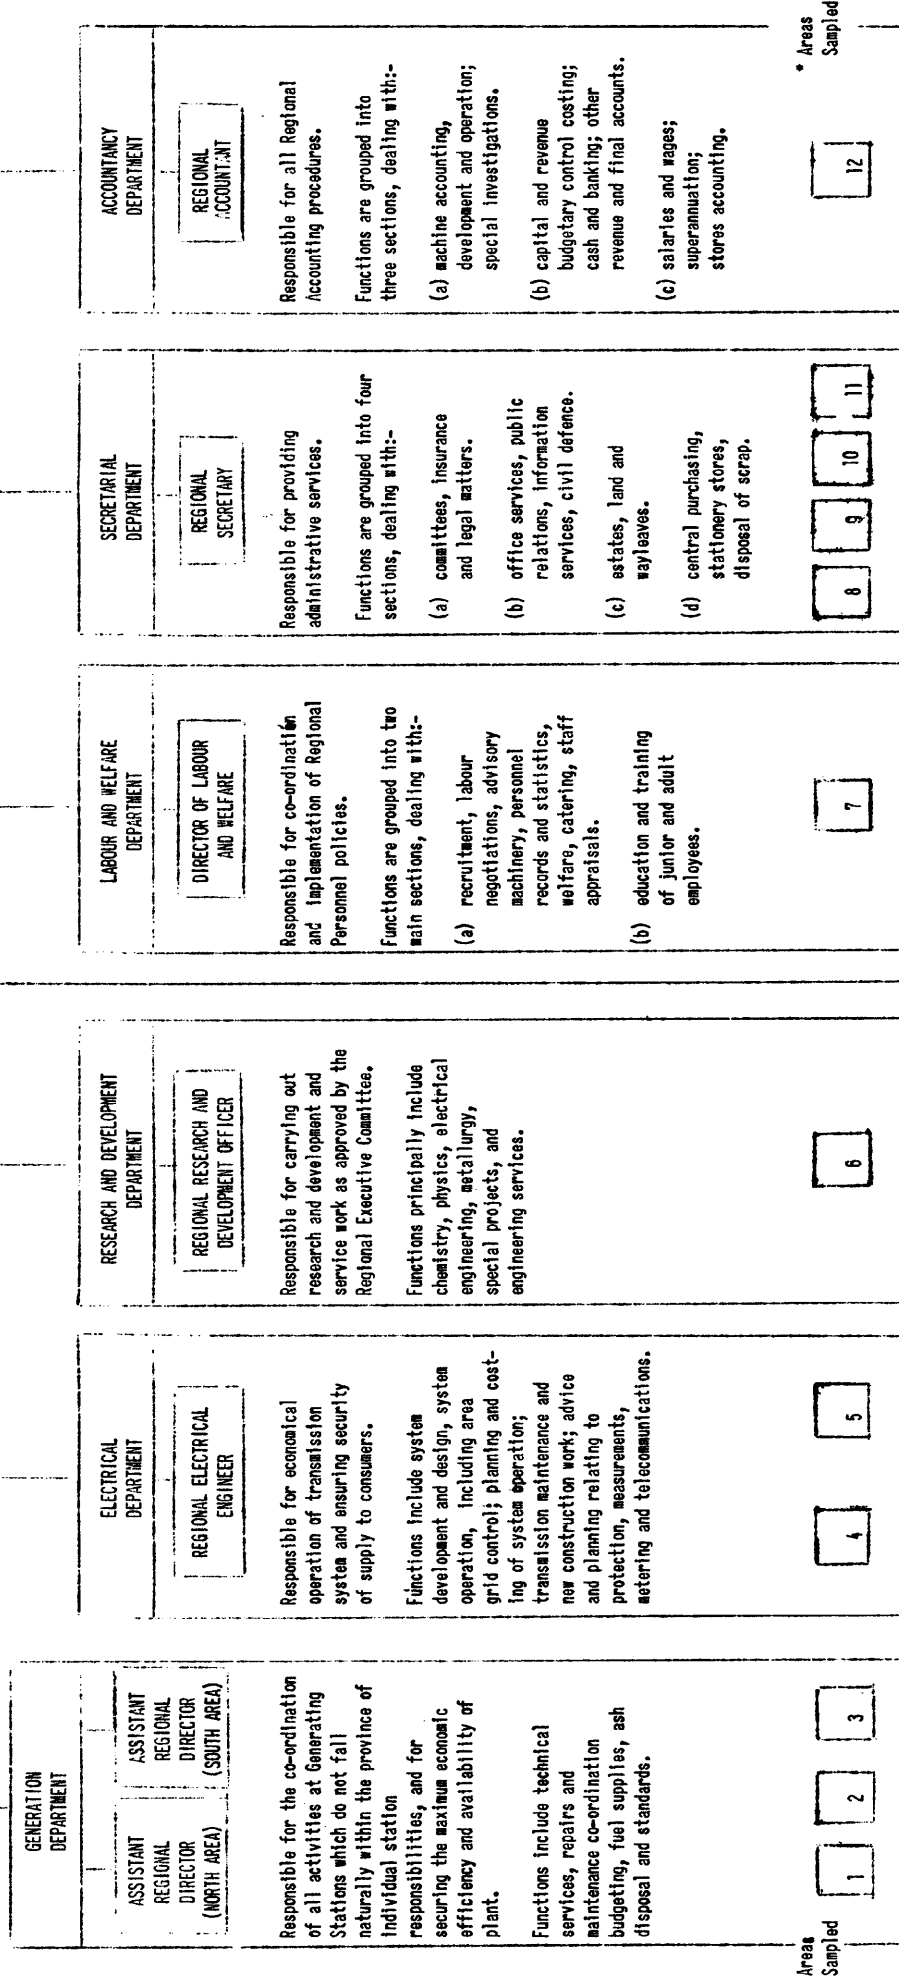 GENERATION
DEPARTMENT
ASSISTANT
REGIONAL
DIRECTOR
(NORTH AREA)
ASSISTANT
REGIONAL
DIRECTOR
(SOUTH AREA)
Responsible for the co-ordination
of all activities at Generating
Stations which do not fall
naturally within the province of
individual station
responsibilities, and for
securing the maximum economic
efficiency and availability of
plant.
Functions include technical
services, repairs and
maintenance co-ordination
budgeting, fuel supplies, ash
disposal and standards.
Areas
Sampled
1
2
3
ELECTRICAL
DEPARTMENT
REGIONAL ELECTRICAL
ENGINEER
Responsible for economical
operation of transmission
system and ensuring security
of supply to consumers.
Functions include system
development and design, system
operation, including area
grid control; planning and cost-
ing of system operation;
transmission maintenance and
new construction work; advice
and planning relating to
protection, measurements,
metering and telecommunications.
4
5
RESEARCH AND DEVELOPMENT
DEPARTMENT
REGIONAL RESEARCH AND
DEVELOPMENT OFFICER
Responsible for carrying out
research and development and
service work as approved by the
Regional Executive Committee.
Functions principally include
chemistry, physics, electrical
engineering, metallurgy,
special projects, and
engineering services.
6
LABOUR AND WELFARE
DEPARTMENT
DIRECTOR OF LABOUR
AND WELFARE
Responsible for co-ordination
and implementation of Regional
Personnel policies.
Functions are grouped into two
main sections, dealing with:-
(a) recruitment, labour
negotiations, advisory
machinery, personnel
records and statistics,
welfare, catering, staff
appraisals.
(b) education and training
of junior and adult
employees.
7
SECRETARIAL
DEPARTMENT
REGIONAL
SECRETARY
Responsible for providing
administrative services.
Functions are grouped into four
sections, dealing with:-
(a) committees, insurance
and legal matters.
(b) office services, public
relations, information
services, civil defence.
(c) estates, land and
wayleaves.
(d) central purchasing,
stationery stores,
disposal of scrap.
8
9
10
11
ACCOUNTANCY
DEPARTMENT
REGIONAL
ACCOUNTANT
Responsible for all Regional
Accounting procedures.
Functions are grouped into
three sections, dealing with:-
(a) machine accounting,
development and operation;
special investigations.
(b) capital and revenue
budgetary control costing;
cash and banking; other
revenue and final accounts.
(c) salaries and wages;
superannuation;
stores accounting.
12
* Areas
Sampled